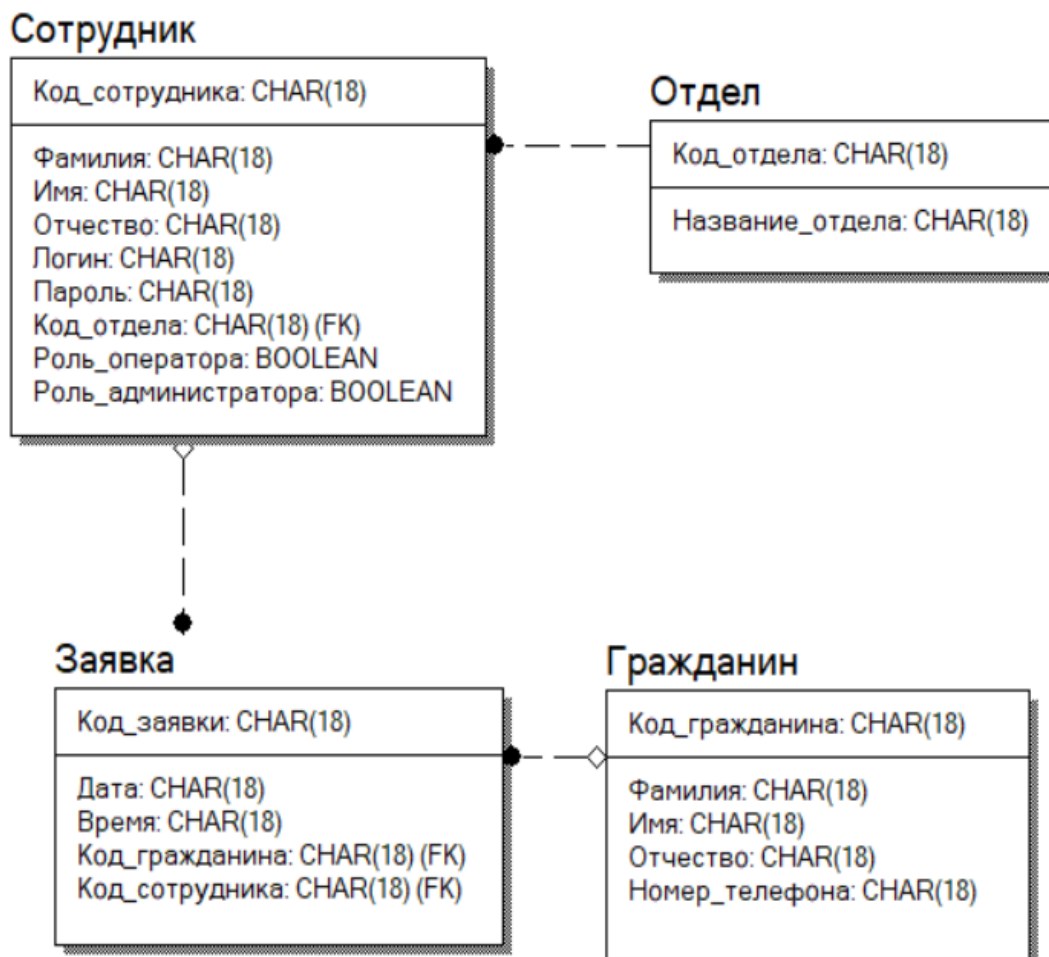 Сотрудник
Код_сотрудника: CHAR(18)
Фамилия: CHAR(18)
Имя: CHAR(18)
Отчество: CHAR(18)
Логин: CHAR(18)
Пароль: CHAR(18)
Код_отдела: CHAR(18) (FK)
Роль_оператора: BOOLEAN
Роль_администратора: BOOLEAN
Отдел
Код_отдела: CHAR(18)
Название_отдела: CHAR(18)
Заявка
Код_заявки: CHAR(18)
Дата: CHAR(18)
Время: CHAR(18)
Код_гражданина: CHAR(18) (FK)
Код_сотрудника: CHAR(18) (FK)
Гражданин
Код_гражданина: CHAR(18)
Фамилия: CHAR(18)
Имя: CHAR(18)
Отчество: CHAR(18)
Номер_телефона: CHAR(18)